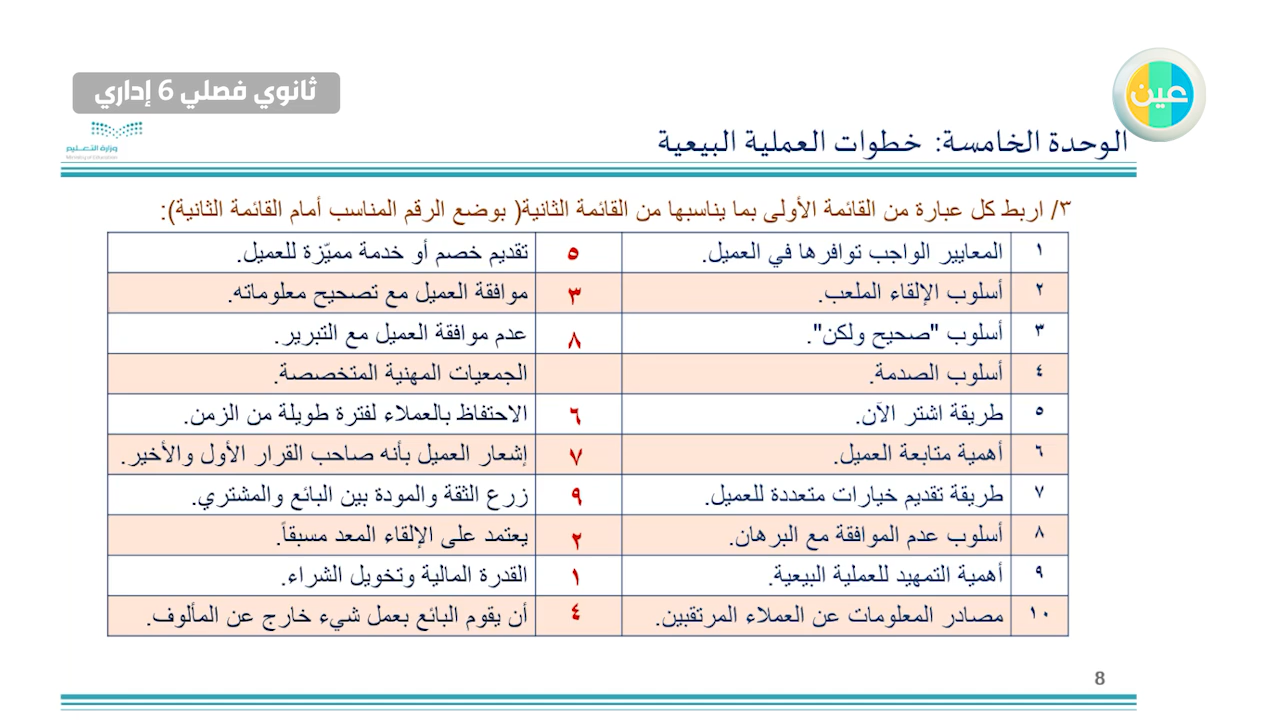 ثانوي فصلي 6 إداري
عين
وزارة التعليم
Ministry of Education
الوحدة الخامسة: خطوات العملية البيعية
٣/ اربط كل عبارة من القائمة الأولى بما يناسبها من القائمة الثانية( بوضع الرقم المناسب أمام القائمة الثانية):
١ المعايير الواجب توافرها في العميل. ٥ تقديم خصم أو خدمة مميّزة للعميل.
٢ أسلوب الإلقاء الملعب. ٣ موافقة العميل مع تصحيح معلوماته.
٣ أسلوب "صحيح ولكن". ٨ عدم موافقة العميل مع التبرير.
٤ أسلوب الصدمة. الجمعيات المهنية المتخصصة.
٥ طريقة اشتر الآن. ٦ الاحتفاظ بالعملاء لفترة طويلة من الزمن.
٦ أهمية متابعة العميل. ٧ إشعار العميل بأنه صاحب القرار الأول والأخير.
٧ طريقة تقديم خيارات متعددة للعميل. ٩ زرع الثقة والمودة بين البائع والمشتري.
٨ أسلوب عدم الموافقة مع البرهان. ٢ يعتمد على الإلقاء المعد مسبقاً.
٩ أهمية التمهيد للعملية البيعية. ١ القدرة المالية وتخويل الشراء.
١٠ مصادر المعلومات عن العملاء المرتقبين. ٤ أن يقوم البائع بعمل شيء خارج عن المألوف.
8